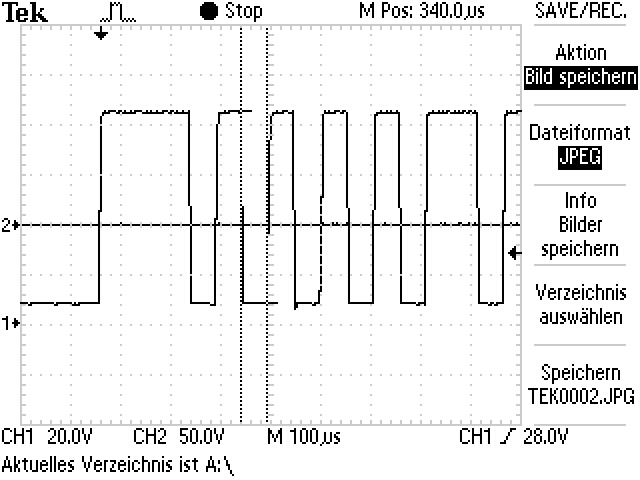 Tek Stop M Pos: 340.0µs SAVE/REC.
Aktion
Bild speichern
Dateiformat
JPEG
Info
Bilder
speichern
Verzeichnis
auswählen
Speichern
TEK0002.JPG
2
1
CH1 20.0V CH2 50.0V M 100µs CH1 28.0V
Aktuelles Verzeichnis ist A:\